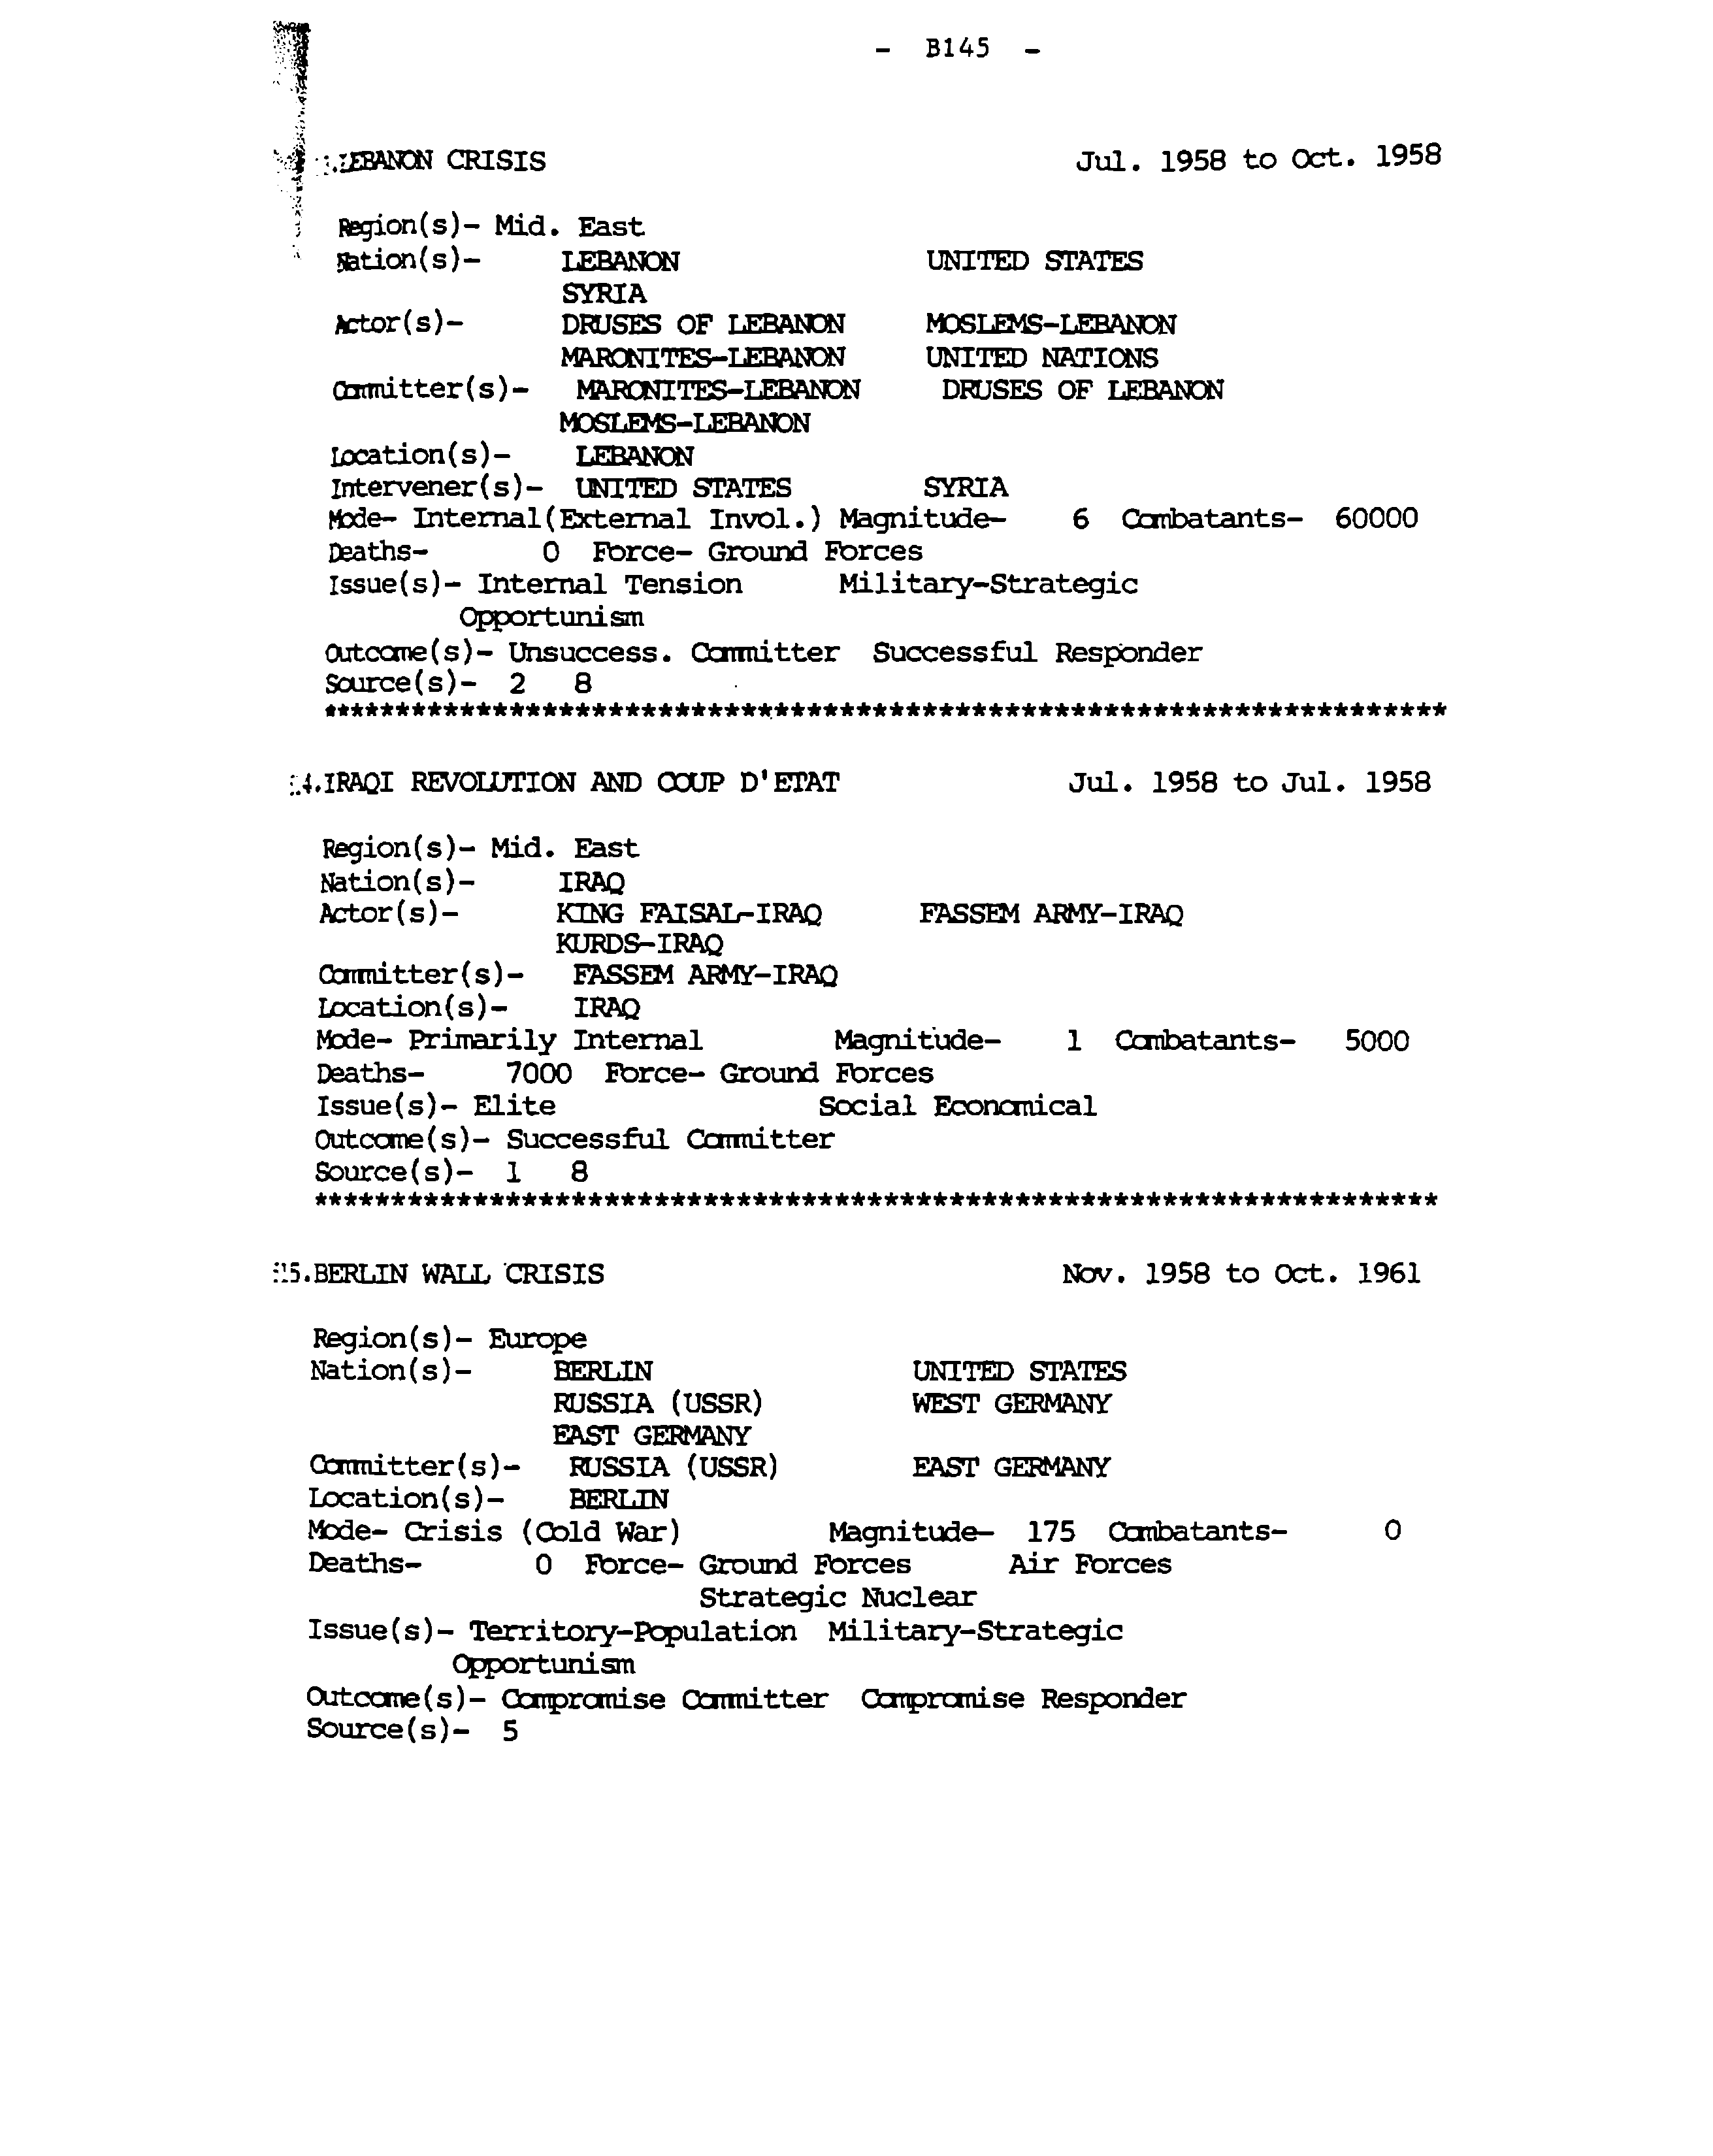 - B145 -
LEBANON CRISIS Jul. 1958 to Oct. 1958
Region(s)- Mid. East
Nation(s)- LEBANON UNITED STATES
SYRIA
Actor(s)- DRUSES OF LEBANON MOSLEMS-LEBANON
MARONITES-LEBANON UNITED NATIONS
Committer(s)- MARONITES-LEBANON DRUSES OF LEBANON
MOSLEMS-LEBANON
Location(s)- LEBANON
Intervener(s)- UNITED STATES SYRIA
Mode- Internal(External Invol.) Magnitude- 6 Combatants- 60000
Deaths- 0 Force- Ground Forces
Issue(s)- Internal Tension Military-Strategic
Opportunism
Outcome(s)- Unsuccess. Committer Successful Responder
Source(s)- 2 8
********************************************************************
4.IRAQI REVOLUTION AND COUP D'ETAT Jul. 1958 to Jul. 1958
Region(s)- Mid. East
Nation(s)- IRAQ
Actor(s)- KING FAISAL-IRAQ FASSEM ARMY-IRAQ
KURDS-IRAQ
Committer(s)- FASSEM ARMY-IRAQ
Location(s)- IRAQ
Mode- Primarily Internal Magnitude- 1 Combatants- 5000
Deaths- 7000 Force- Ground Forces
Issue(s)- Elite Social Economical
Outcome(s)- Successful Committer
Source(s)- 1 8
********************************************************************
15.BERLIN WALL CRISIS Nov. 1958 to Oct. 1961
Region(s)- Europe
Nation(s)- BERLIN UNITED STATES
RUSSIA (USSR) WEST GERMANY
EAST GERMANY
Committer(s)- RUSSIA (USSR) EAST GERMANY
Location(s)- BERLIN
Mode- Crisis (Cold War) Magnitude- 175 Combatants- 0
Deaths- 0 Force- Ground Forces Air Forces
Strategic Nuclear
Issue(s)- Territory-Population Military-Strategic
Opportunism
Outcome(s)- Compromise Committer Compromise Responder
Source(s)- 5